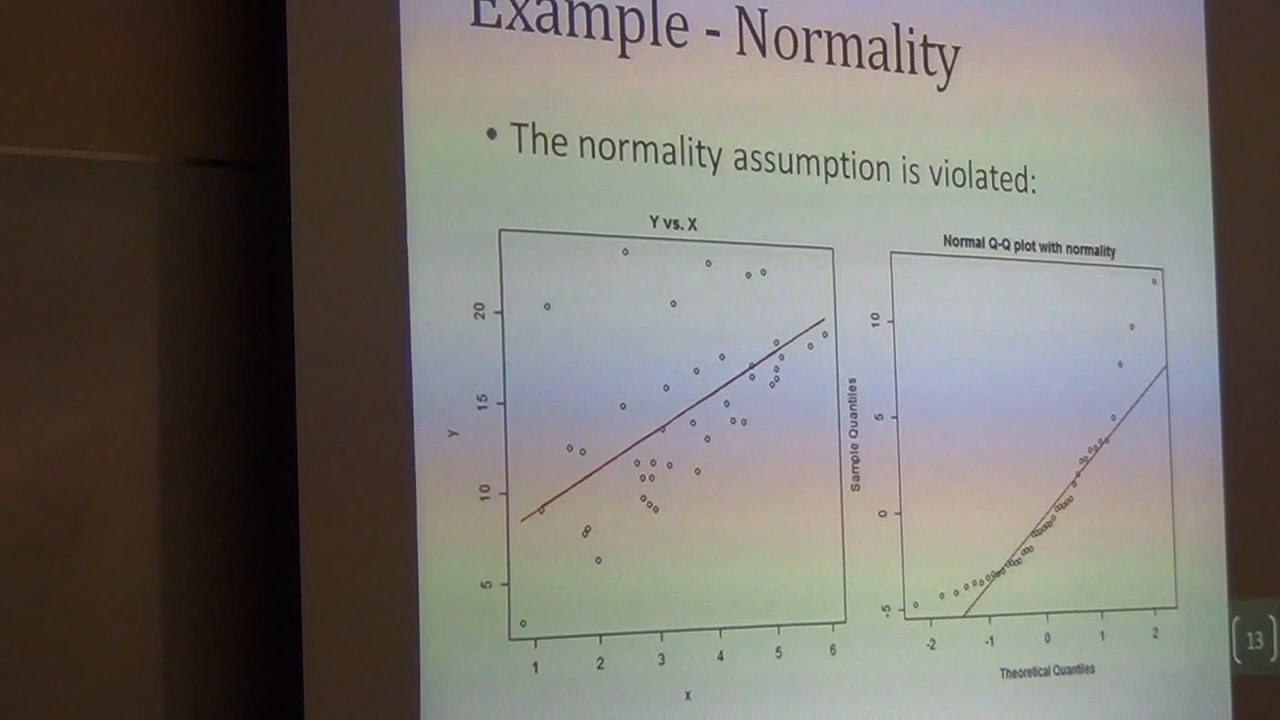 Example - Normality
• The normality assumption is violated:
Y vs. X
20
15
10
5
y
1 2 3 4 5 6
x
Normal Q-Q plot with normality
10
5
0
-5
Sample Quantiles
-2 -1 0 1 2
Theoretical Quantiles
13